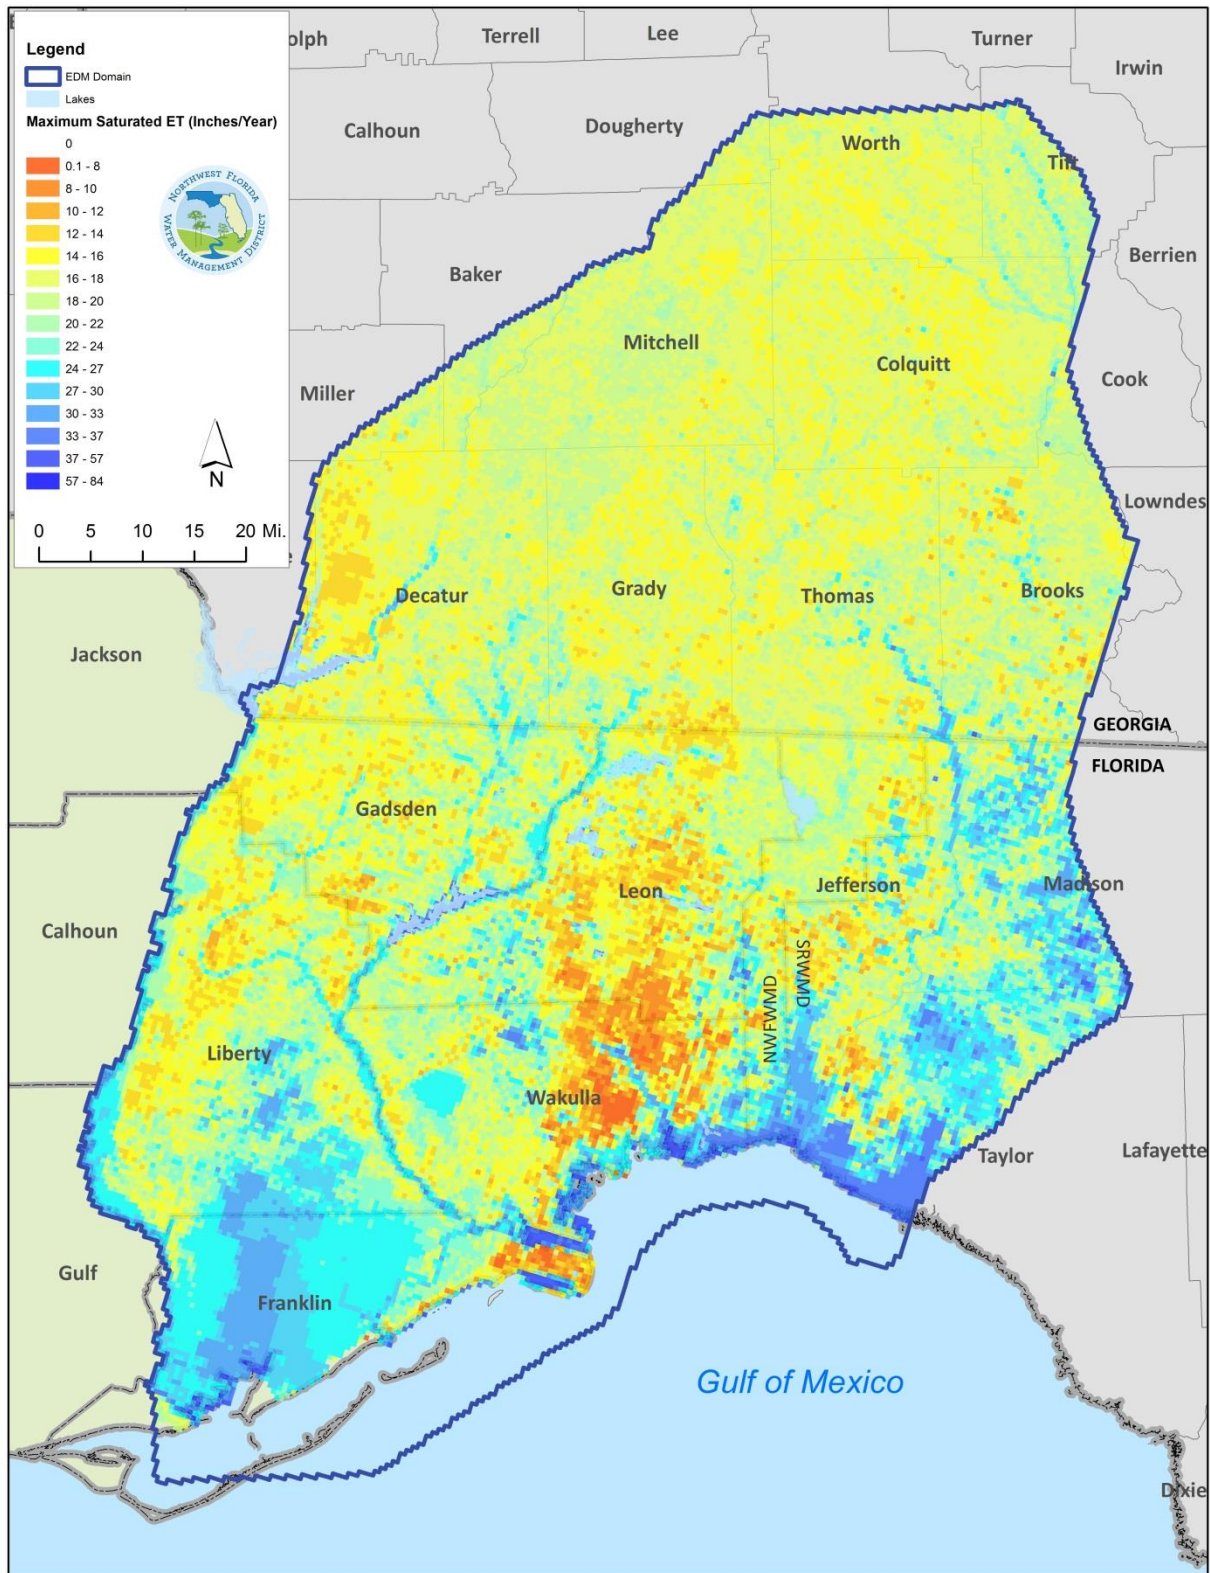 Legend
EDM Domain
Lakes
Maximum Saturated ET (Inches/Year)
0
0.1 - 8
8 - 10
10 - 12
12 - 14
14 - 16
16 - 18
18 - 20
20 - 22
22 - 24
24 - 27
27 - 30
30 - 33
33 - 37
37 - 57
57 - 84
NORTHWEST FLORIDA
WATER MANAGEMENT DISTRICT
N
0 5 10 15 20 Mi.
olph
Terrell
Lee
Turner
Irwin
Calhoun
Dougherty
Worth
Tift
Baker
Berrien
Mitchell
Colquitt
Miller
Cook
Lowndes
Decatur
Grady
Thomas
Brooks
Jackson
GEORGIA
FLORIDA
Gadsden
Leon
Jefferson
Madison
Calhoun
NWFWMD
SRWMD
Liberty
Wakulla
Taylor
Lafayette
Gulf
Franklin
Gulf of Mexico
Dixie